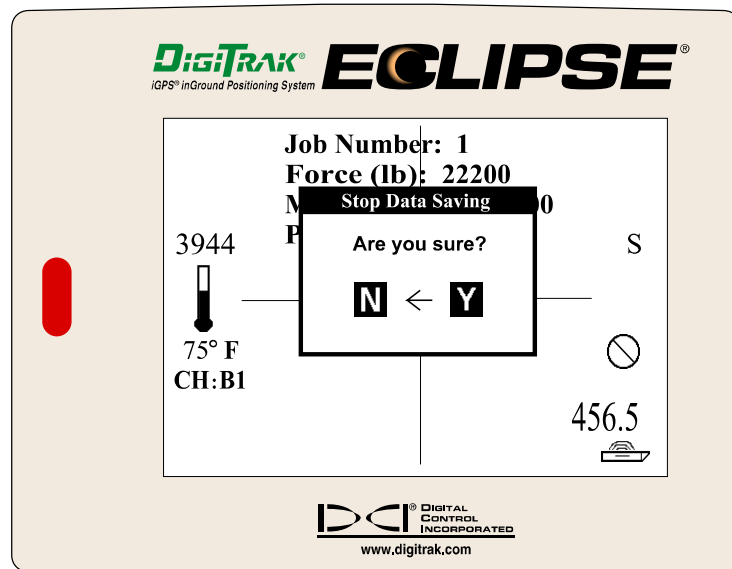 DIGITRAK®
iGPS® inGround Positioning System
ECLIPSE®
Job Number: 1
Force (lb): 22200
Stop Data Saving
Are you sure?
N ← Y
3944
75° F
CH:B1
S
456.5
DCI® DIGITAL
CONTROL
INCORPORATED
www.digitrak.com